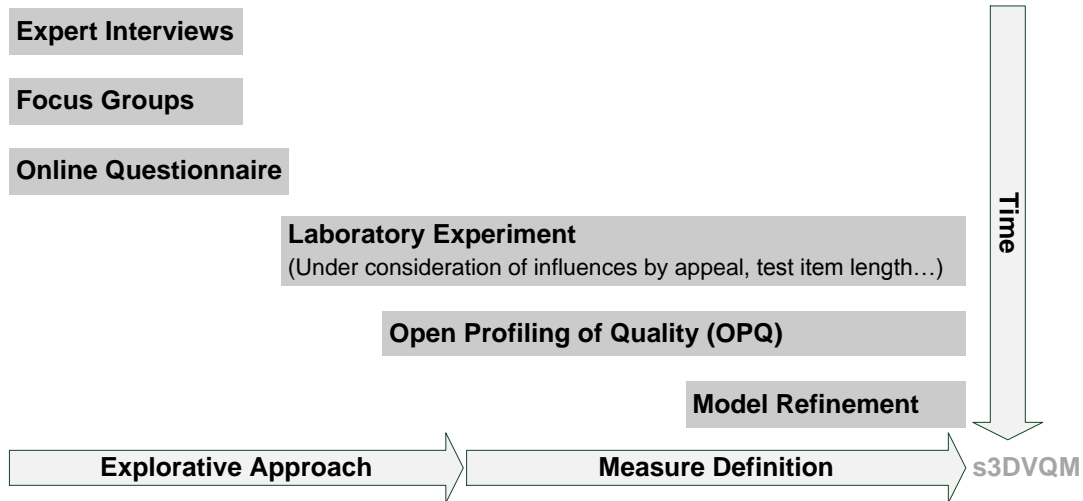 Expert Interviews
Focus Groups
Online Questionnaire
Laboratory Experiment
(Under consideration of influences by appeal, test item length…)
Open Profiling of Quality (OPQ)
Model Refinement
Time
Explorative Approach
Measure Definition
s3DVQM